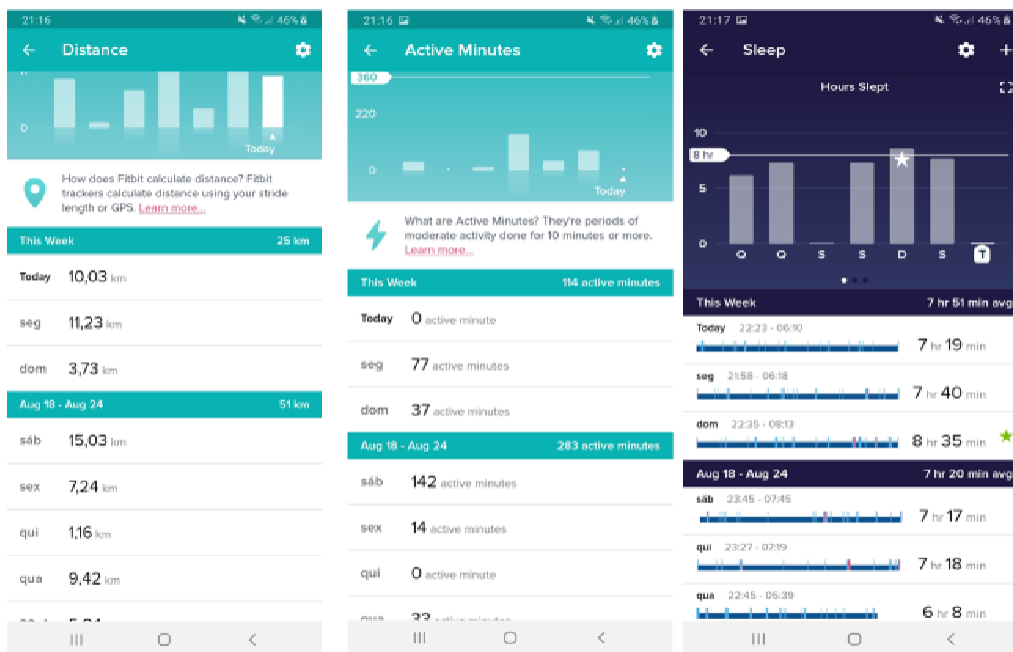 21:16
46%
Distance
0
Today
How does Fitbit calculate distance? Fitbit
trackers calculate distance using your stride
length or GPS. Learn more...
This Week 25 km
Today 10,03 km
seg 11,23 km
dom 3,73 km
Aug 18 - Aug 24 51 km
sáb 15,03 km
sex 7,24 km
qui 1,16 km
qua 9,42 km
21:16
46%
Active Minutes
360
220
0
Today
What are Active Minutes? They're periods of
moderate activity done for 10 minutes or more.
Learn more...
This Week 114 active minutes
Today 0 active minute
seg 77 active minutes
dom 37 active minutes
Aug 18 - Aug 24 283 active minutes
sáb 142 active minutes
sex 14 active minutes
qui 0 active minute
21:17
46%
Sleep
Hours Slept
10
8 hr
5
0
Q Q S S D S T
This Week 7 hr 51 min avg
Today 22:23 - 06:10
7 hr 19 min
seg 21:58 - 06:18
7 hr 40 min
dom 22:35 - 08:13
8 hr 35 min
Aug 18 - Aug 24 7 hr 20 min avg
sáb 23:45 - 07:45
7 hr 17 min
qui 23:27 - 07:19
7 hr 18 min
qua 22:45 - 05:39
6 hr 8 min